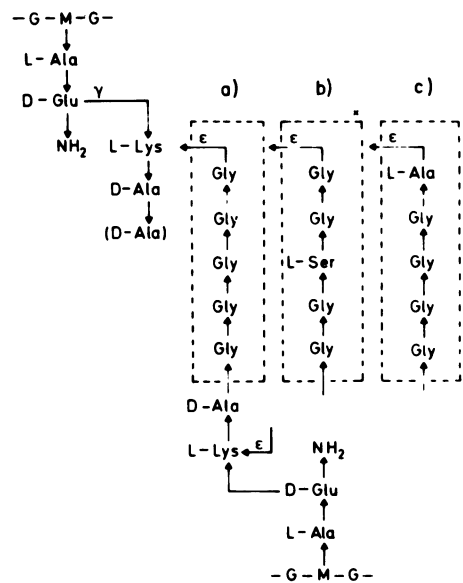 – G – M – G –
L – Ala
D – Glu γ a) b) c)
NH₂ L – Lys ε ε ε
Gly Gly L – Ala
D – Ala
Gly Gly Gly
(D – Ala)
Gly L – Ser Gly
Gly Gly Gly
Gly Gly Gly
D – Ala
L – Lys ε NH₂
D – Glu
L – Ala
– G – M – G –